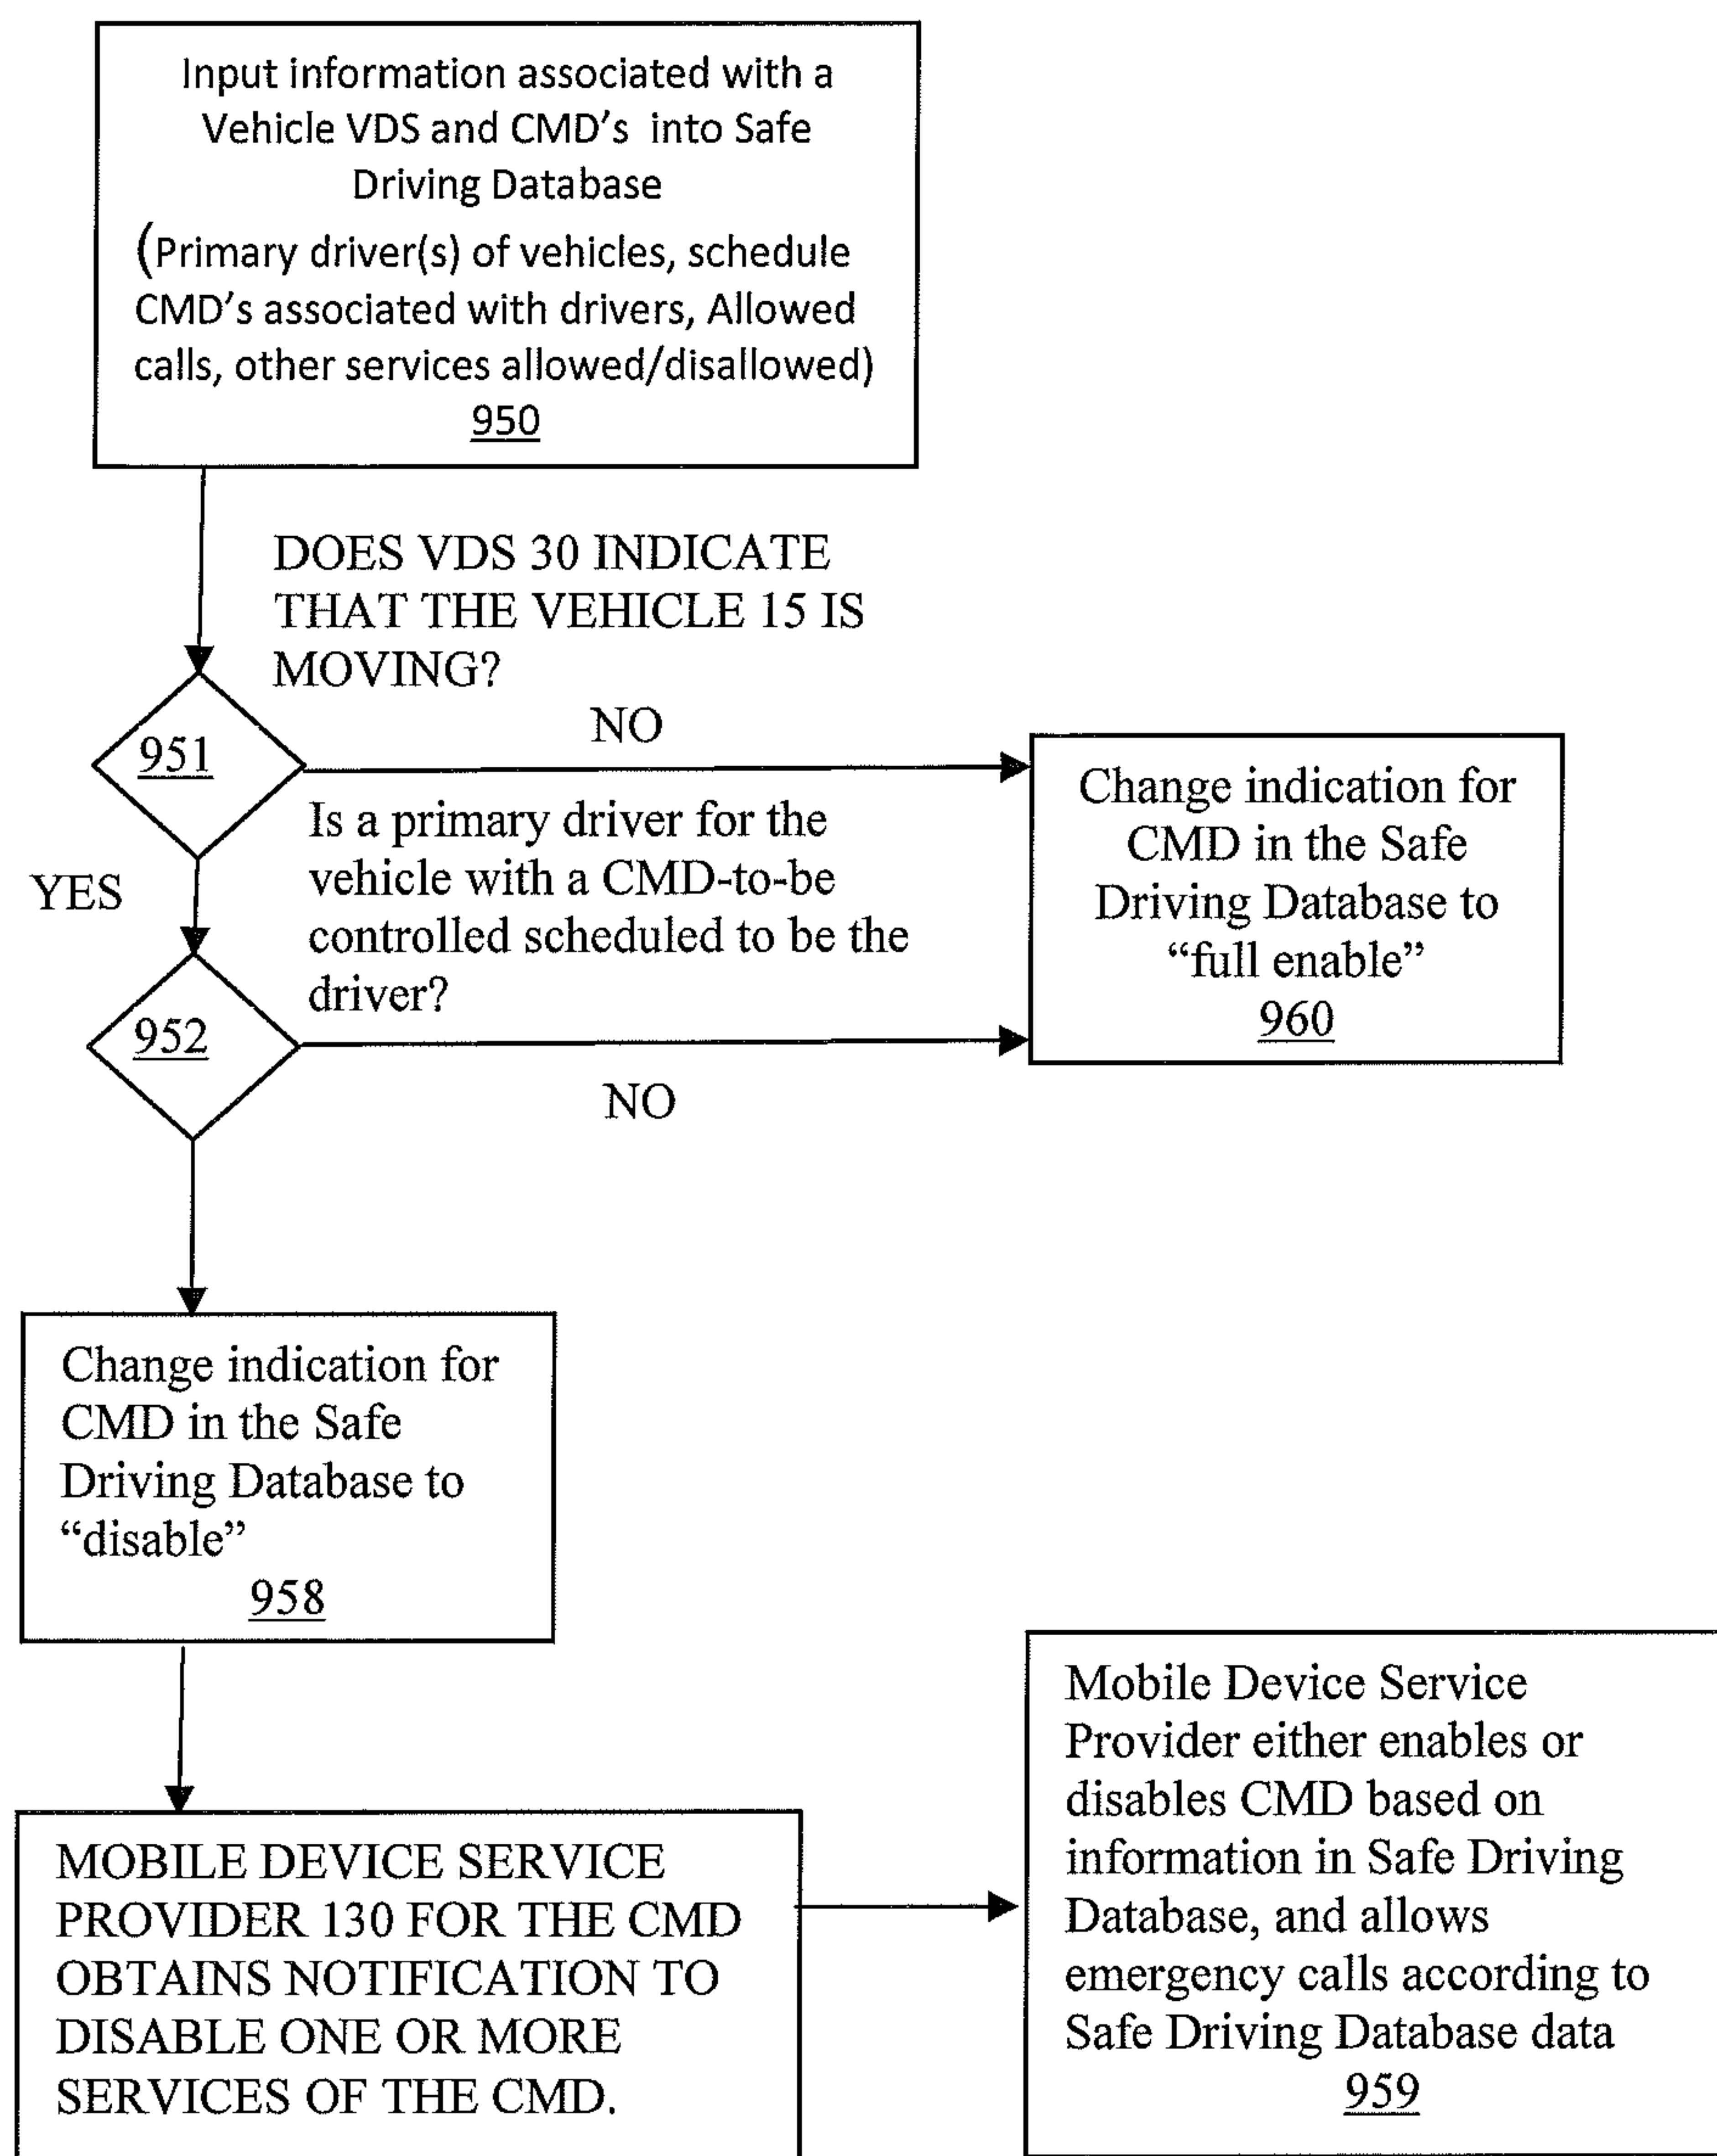 Input information associated with a
Vehicle VDS and CMD's into Safe
Driving Database
(Primary driver(s) of vehicles, schedule
CMD's associated with drivers, Allowed
calls, other services allowed/disallowed)
950
DOES VDS 30 INDICATE
THAT THE VEHICLE 15 IS
MOVING?
951
NO
YES
Is a primary driver for the
vehicle with a CMD-to-be
controlled scheduled to be the
driver?
Change indication for
CMD in the Safe
Driving Database to
“full enable”
960
952
NO
Change indication for
CMD in the Safe
Driving Database to
“disable”
958
MOBILE DEVICE SERVICE
PROVIDER 130 FOR THE CMD
OBTAINS NOTIFICATION TO
DISABLE ONE OR MORE
SERVICES OF THE CMD.
Mobile Device Service
Provider either enables or
disables CMD based on
information in Safe Driving
Database, and allows
emergency calls according to
Safe Driving Database data
959